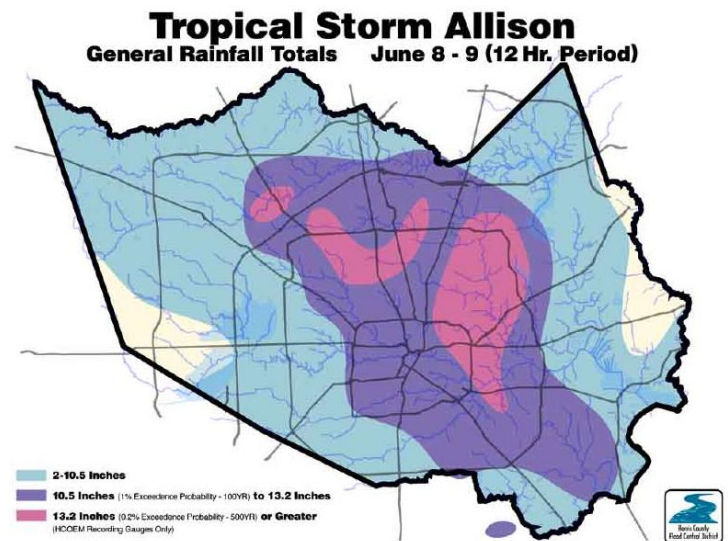 Tropical Storm Allison
General Rainfall Totals June 8 - 9 (12 Hr. Period)
2-10.5 Inches
10.5 Inches (1% Exceedence Probability - 100YR) to 13.2 Inches
13.2 Inches (0.2% Exceedence Probability - 500YR) or Greater
(HCOEM Recording Gauges Only)
Harris County
Flood Control District